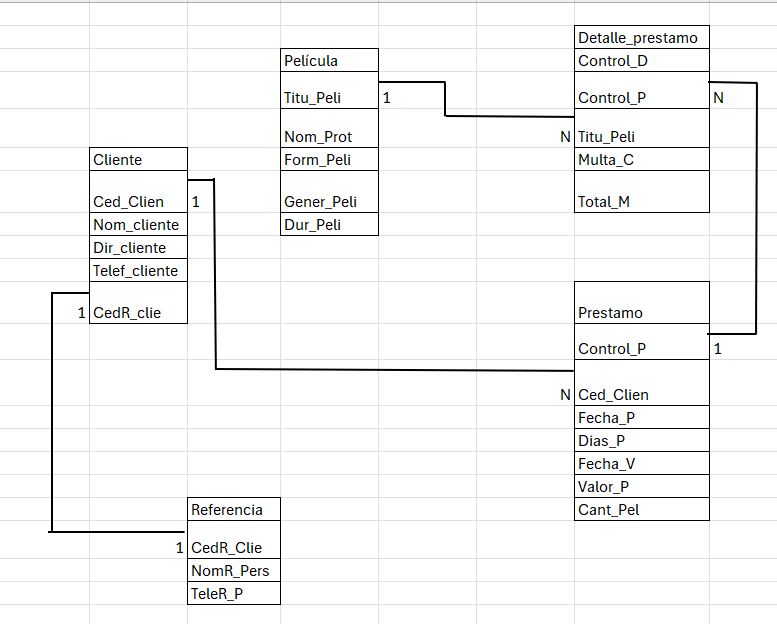 Detalle_prestamo
Control_D
Control_P
N
N
Titu_Peli
Multa_C
Total_M
Película
Titu_Peli
1
Nom_Prot
Form_Peli
Gener_Peli
Dur_Peli
Cliente
Ced_Clien
1
Nom_cliente
Dir_cliente
Telef_cliente
1
CedR_clie
Prestamo
Control_P
1
N
Ced_Clien
Fecha_P
Dias_P
Fecha_V
Valor_P
Cant_Pel
Referencia
1
CedR_Clie
NomR_Pers
TeleR_P